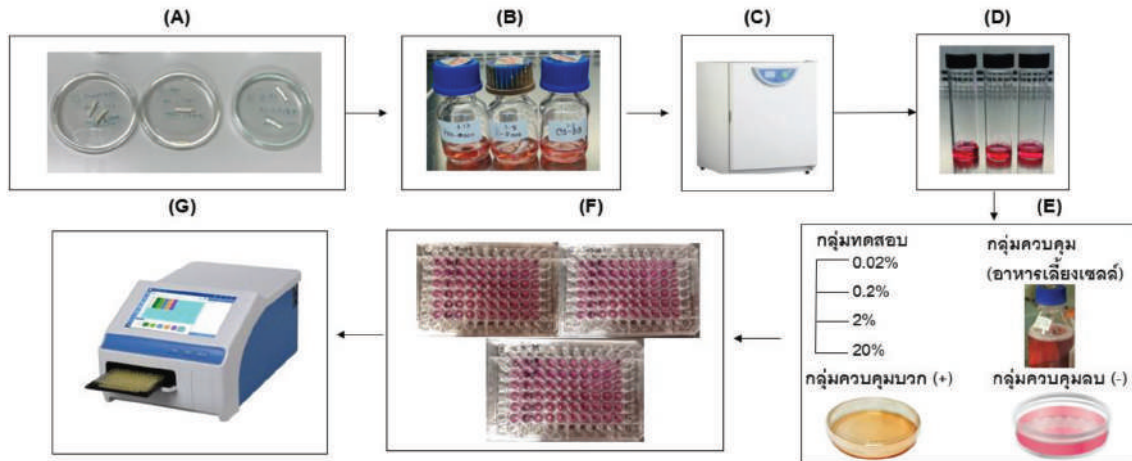 (A)
(B)
(C)
(D)
(G)
(F)
(E)
กลุ่มทดสอบ
0.02%
0.2%
2%
20%
กลุ่มควบคุม
(อาหารเลี้ยงเซลล์)
กลุ่มควบคุมบวก (+)
กลุ่มควบคุมลบ (-)